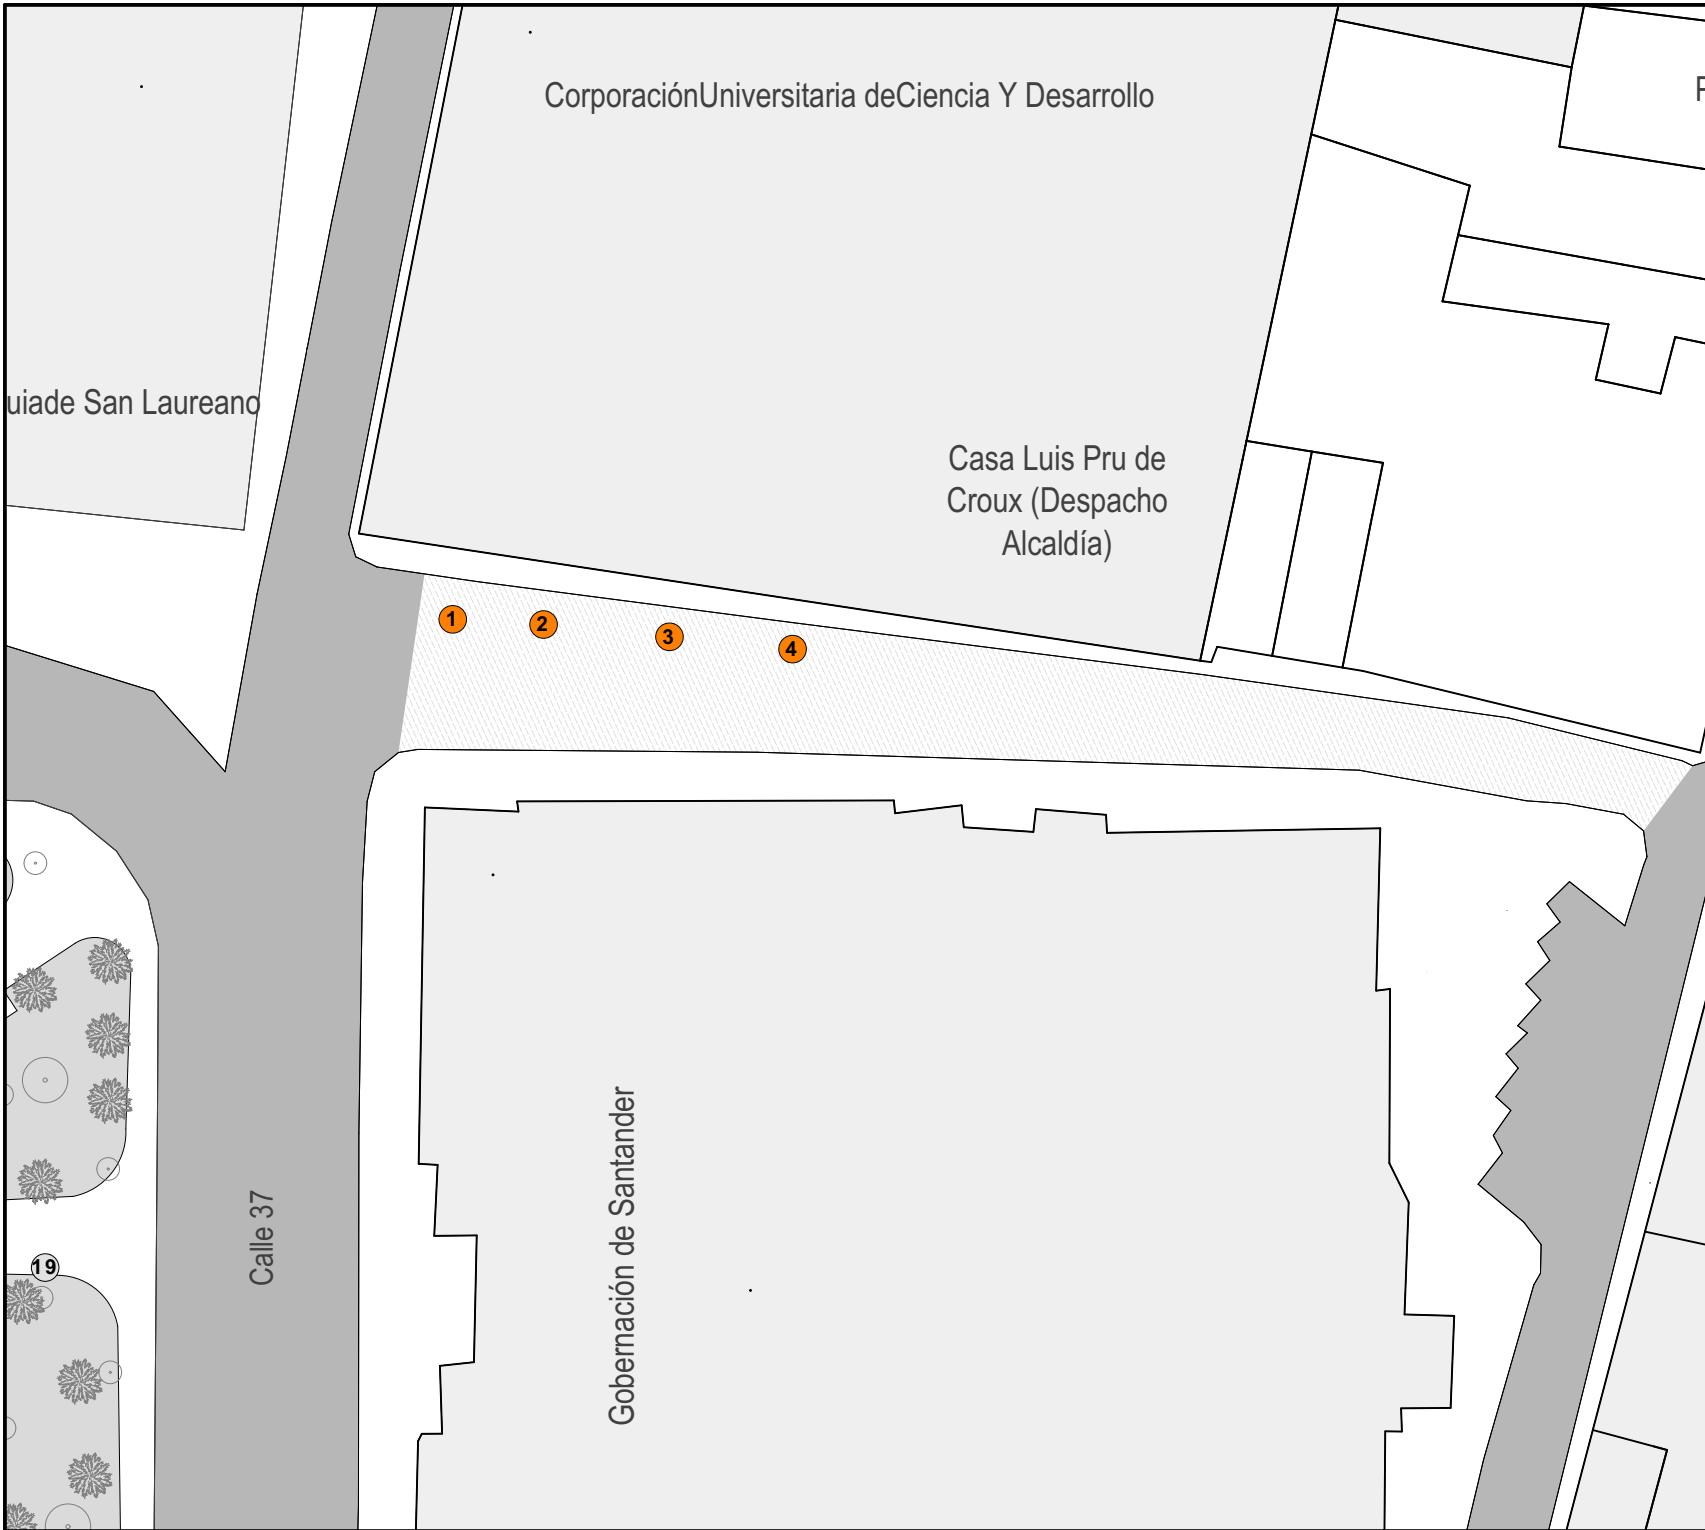 CorporaciónUniversitaria deCiencia Y Desarrollo
uiade San Laureano
Casa Luis Pru de
Croux (Despacho
Alcaldía)
1
2
3
4
Calle 37
Gobernación de Santander
19